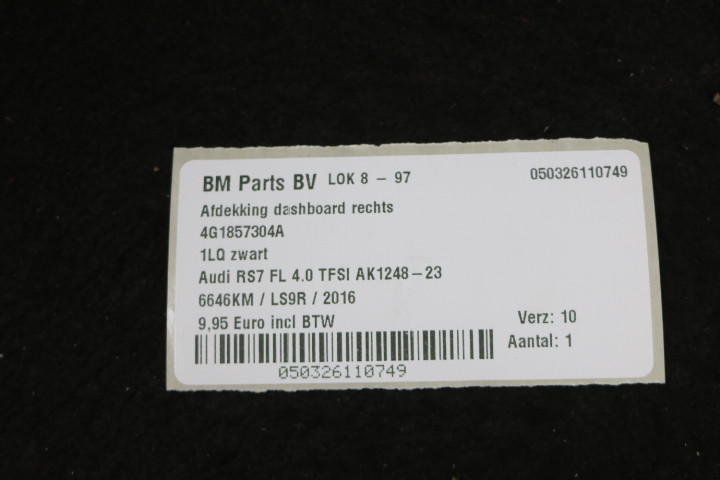 BM Parts BV LOK 8 - 97 050326110749
Afdekking dashboard rechts
4G1857304A
1LQ zwart
Audi RS7 FL 4.0 TFSI AK1248-23
6646KM / LS9R / 2016
9,95 Euro incl BTW
Verz: 10
Aantal: 1
050326110749